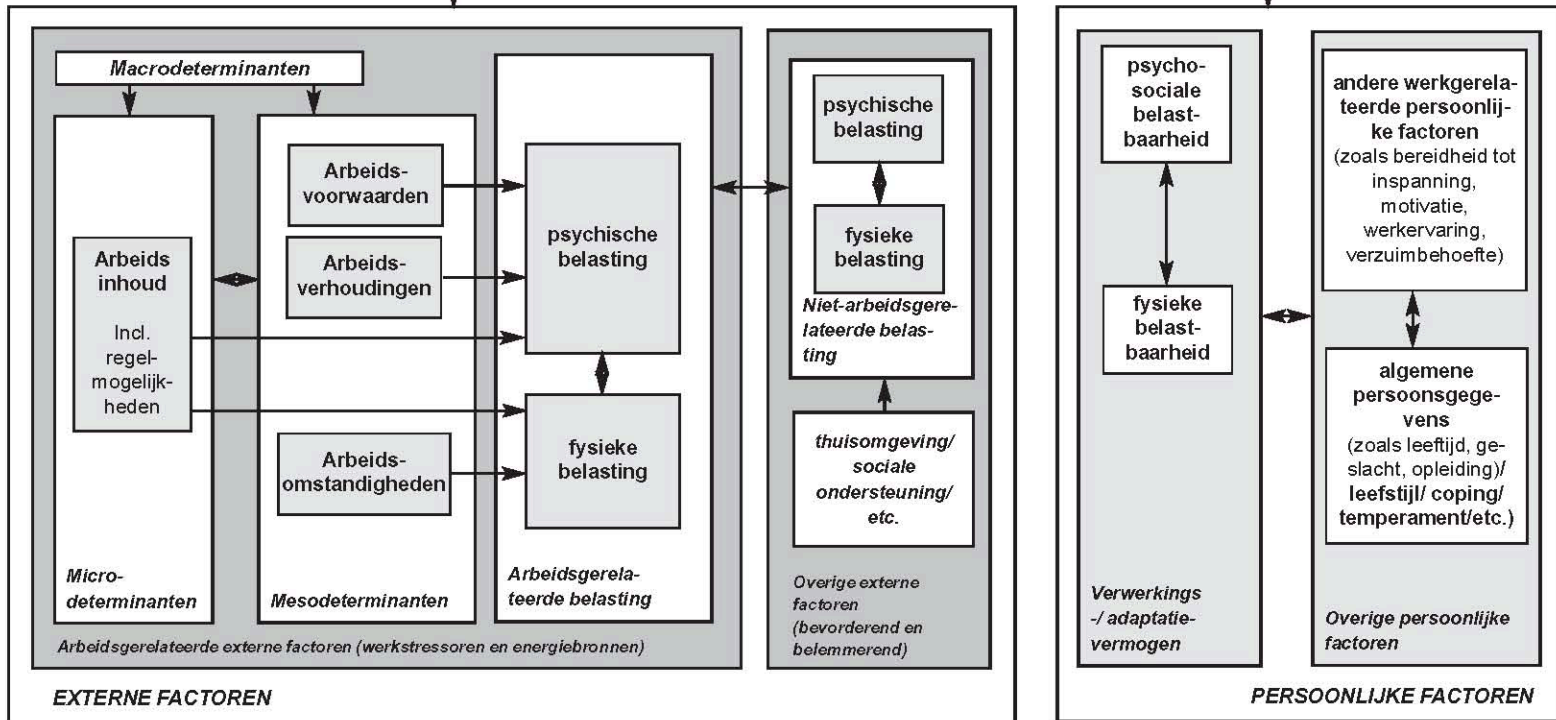 Macrodeterminanten
Arbeids
inhoud
Incl.
regel-
mogelijk-
heden
Micro-
determinanten
Arbeids-
voorwaarden
Arbeids-
verhoudingen
Arbeids-
omstandigheden
Mesodeterminanten
psychische
belasting
fysieke
belasting
Arbeidsgerela-
teerde belasting
Arbeidsgerelateerde externe factoren (werkstressoren en energiebronnen)
psychische
belasting
fysieke
belasting
Niet-arbeidsgere-
lateerde belas-
ting
thuisomgeving/
sociale
ondersteuning/
etc.
Overige externe
factoren
(bevorderend en
belemmerend)
EXTERNE FACTOREN
psycho-
sociale
belast-
baarheid
fysieke
belast-
baarheid
Verwerkings
-/ adaptatie-
vermogen
andere werkgerela-
teerde persoonlij-
ke factoren
(zoals bereidheid tot
inspanning,
motivatie,
werkervaring,
verzuimbehoefte)
algemene
persoonsgege-
vens
(zoals leeftijd, ge-
slacht, opleiding)/
leefstijl/ coping/
temperament/etc.)
Overige persoonlijke
factoren
PERSOONLIJKE FACTOREN